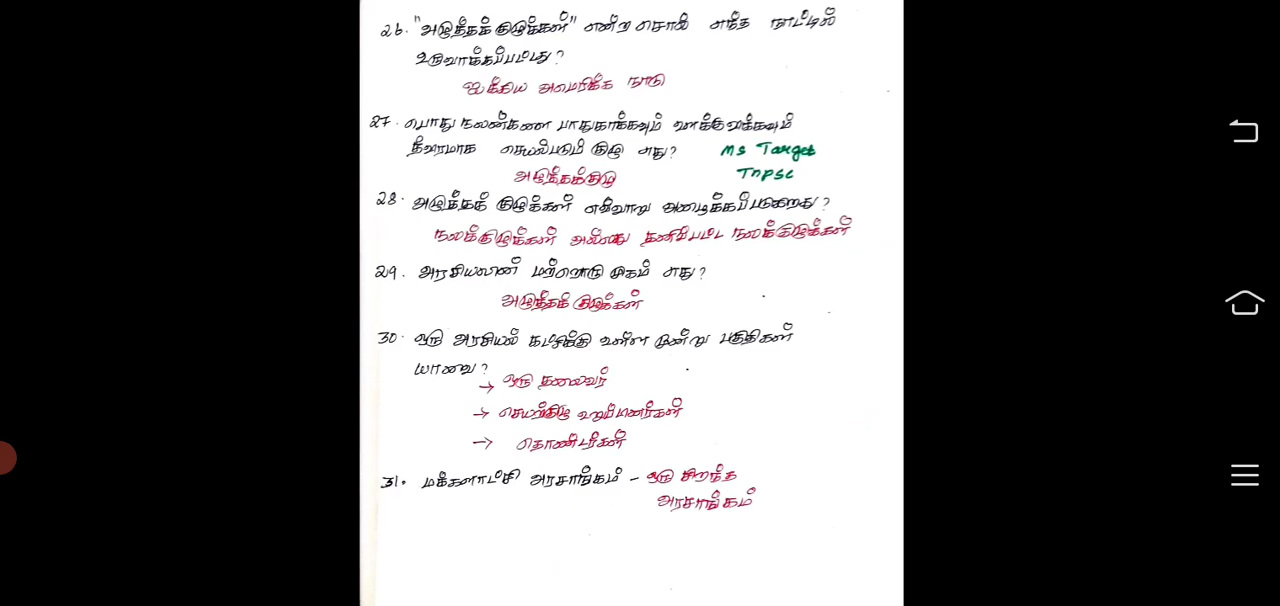 26. "அழுத்தக் குழுக்கள்" என்ற சொல் எந்த நாட்டில்
உருவாக்கப்பட்டது?
ஐக்கிய அமெரிக்க நாடு
27. பொது நலன்களை பாதுகாக்கவும் ஊக்குவிக்கவும்
தீவிரமாக செயல்படும் குழு எது?
Ms Target
அழுத்தக்குழு
Tnpsc
28. அழுத்தக் குழுக்கள் எவ்வாறு அழைக்கப்படுகிறது?
நலக்குழுக்கள் அல்லது தனிப்பட்ட நலக்குழுக்கள்
29. அரசியலின் மற்றொரு முகம் எது?
அழுத்தக் குழுக்கள்
30. ஒரு அரசியல் கட்சிக்கு உள்ள மூன்று பகுதிகள்
யாவை?
→ ஒரு தலைவர்
→ செயற்குழு உறுப்பினர்கள்
→ தொண்டர்கள்
31. மக்களாட்சி அரசாங்கம் - ஒரு சிறந்த
அரசாங்கம்